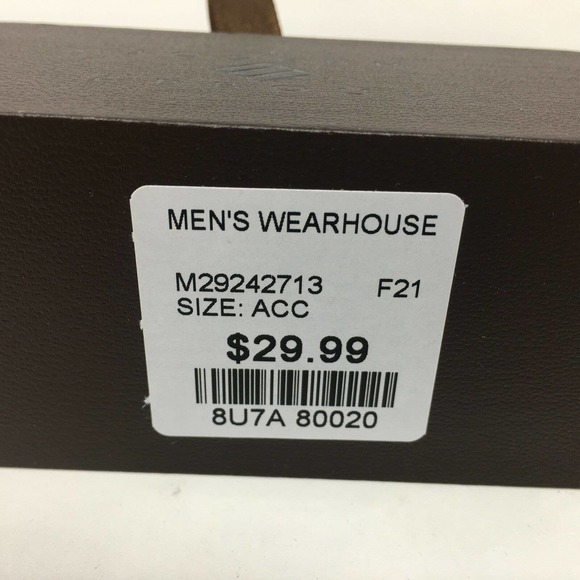 MEN'S WEARHOUSE
M29242713 F21
SIZE: ACC
$29.99
8U7A 80020